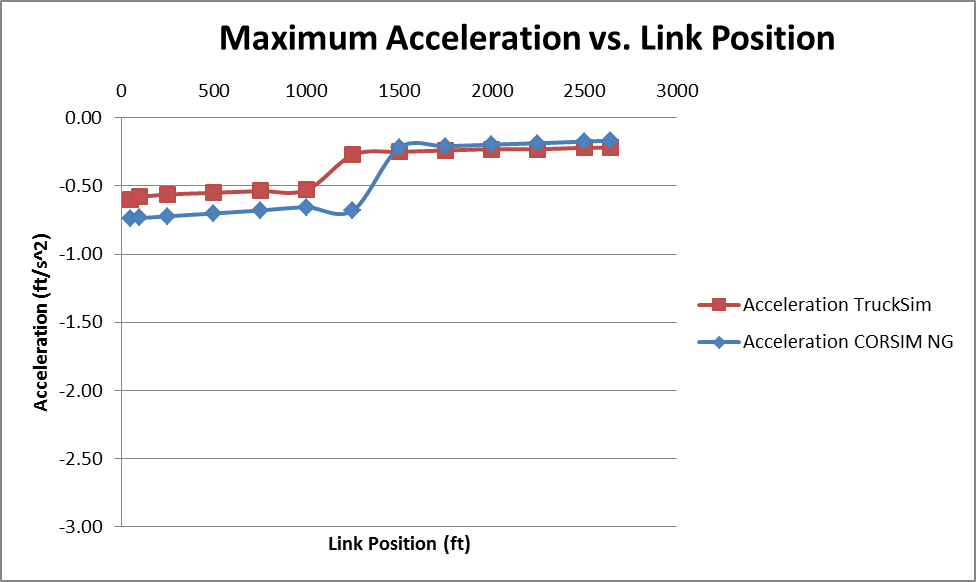 Maximum Acceleration vs. Link Position
0 500 1000 1500 2000 2500 3000
0.00
-0.50
-1.00
-1.50
-2.00
-2.50
-3.00
Acceleration (ft/s^2)
Link Position (ft)
Acceleration TruckSim
Acceleration CORSIM NG